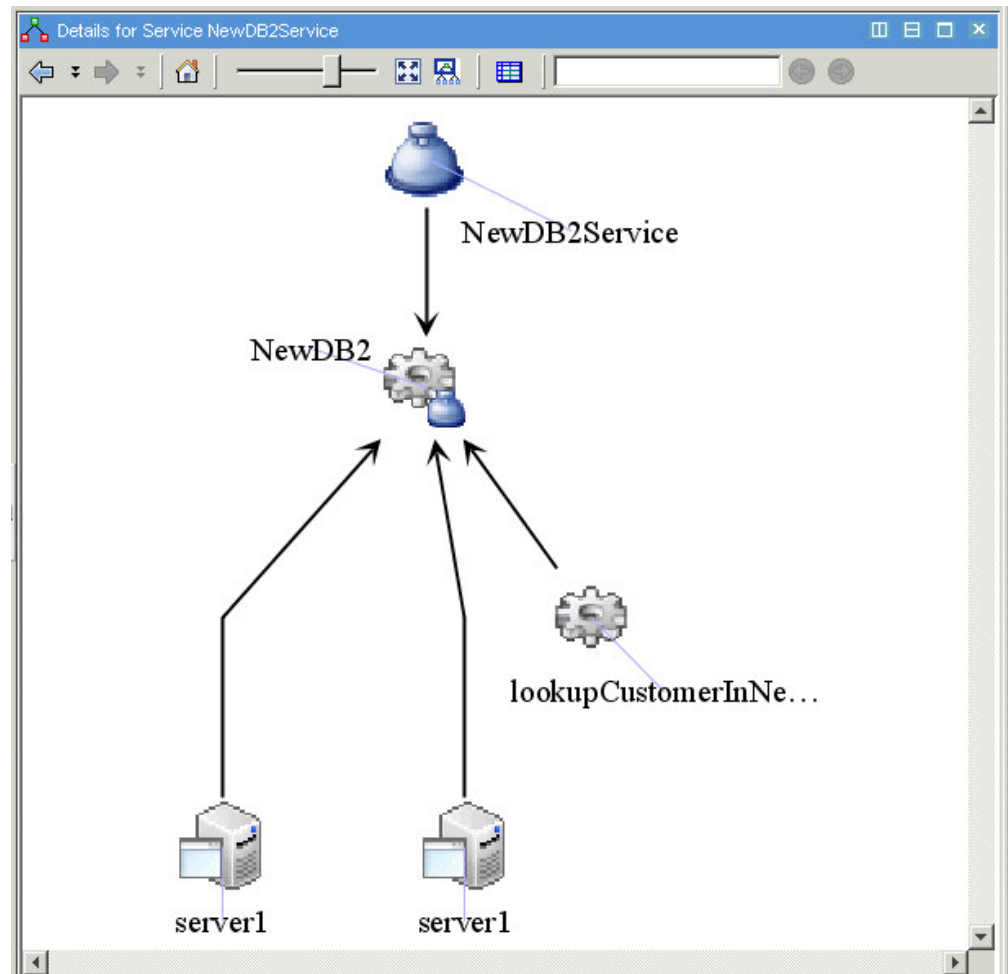 Details for Service NewDB2Service
NewDB2Service
NewDB2
lookupCustomerInNe...
server1
server1